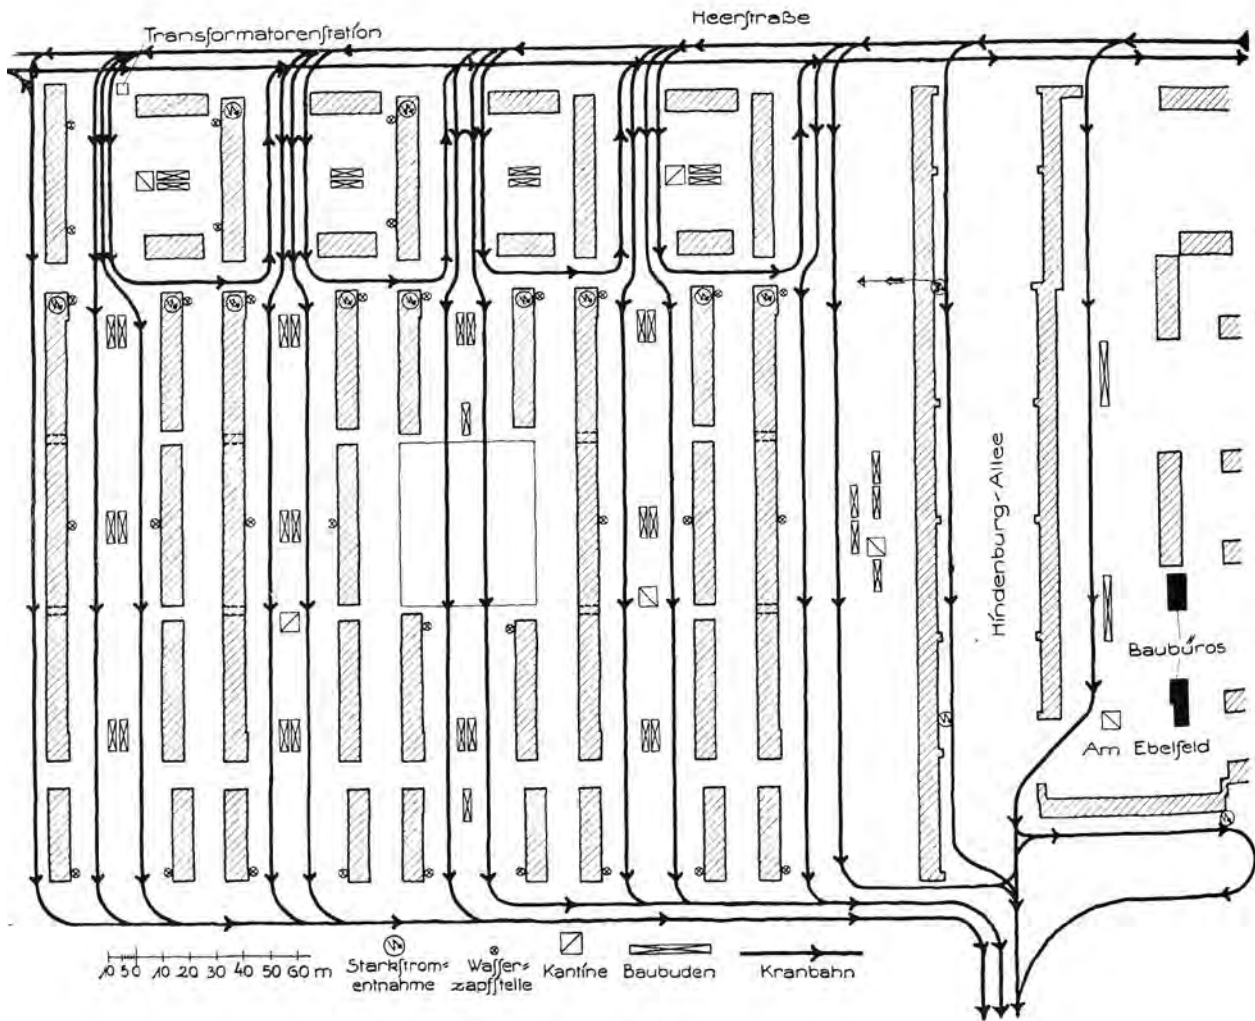 Heerstraße
Transformatorenstation
Hindenburg-Allee
Baubüros
Am Ebelfeld
10 5 0 10 20 30 40 50 60 m
Starkstrom=
entnahme
Wasser=
zapfstelle
Kantine
Baubuden
Kranbahn